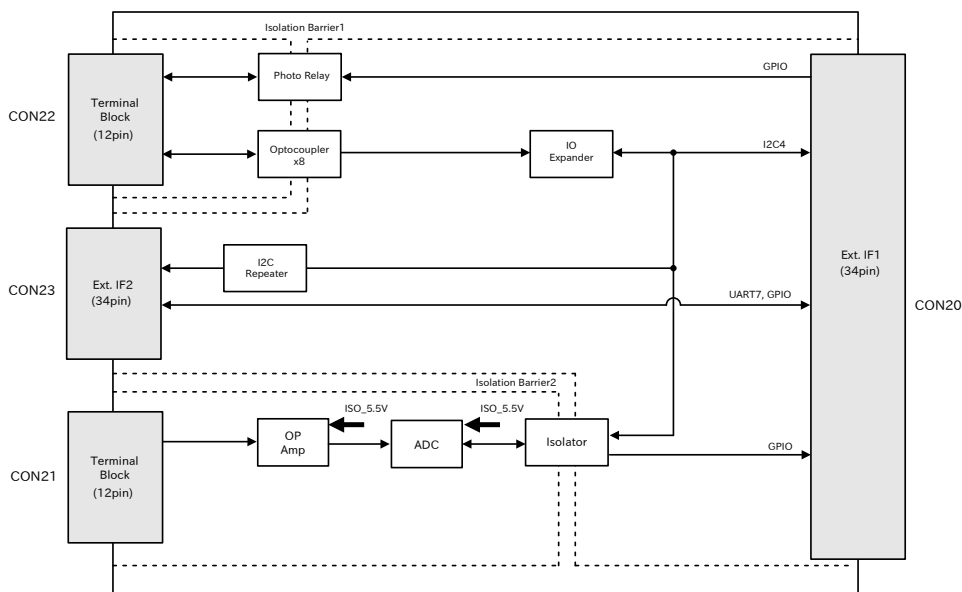 Isolation Barrier1
CON22
Terminal
Block
(12pin)
Photo Relay
GPIO
Optocoupler
x8
IO
Expander
I2C4
CON23
Ext. IF2
(34pin)
I2C
Repeater
UART7, GPIO
Ext. IF1
(34pin)
CON20
Isolation Barrier2
CON21
Terminal
Block
(12pin)
OP
Amp
ISO_5.5V
ADC
ISO_5.5V
Isolator
GPIO